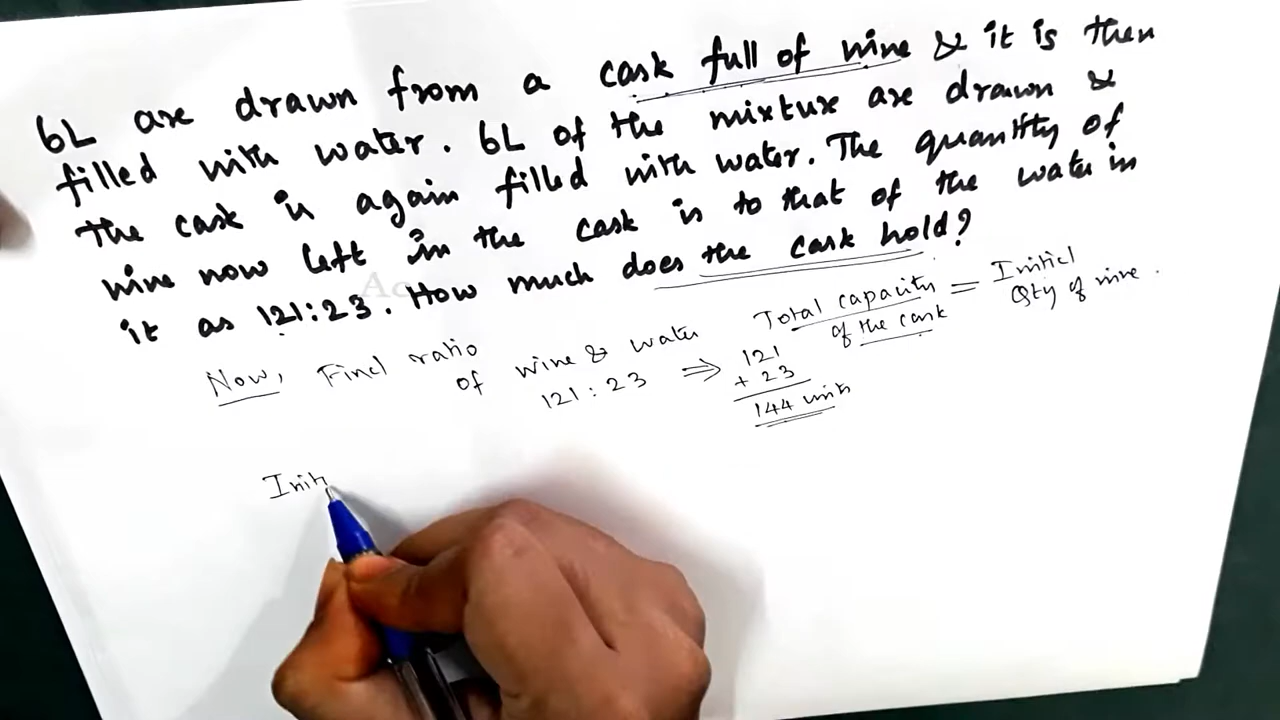 6L are drawn from a cask full of wine & it is then
filled with water. 6L of the mixture are drawn &
the cask is again filled with water. The quantity of
wine now left in the cask is to that of the water in
it as 121:23. How much does the cask hold?
Total capacity of the cask = Initial Qty of wine.
Now, Final ratio of wine & water
121 : 23 ⇒ 121
+ 23
144 units
Initi